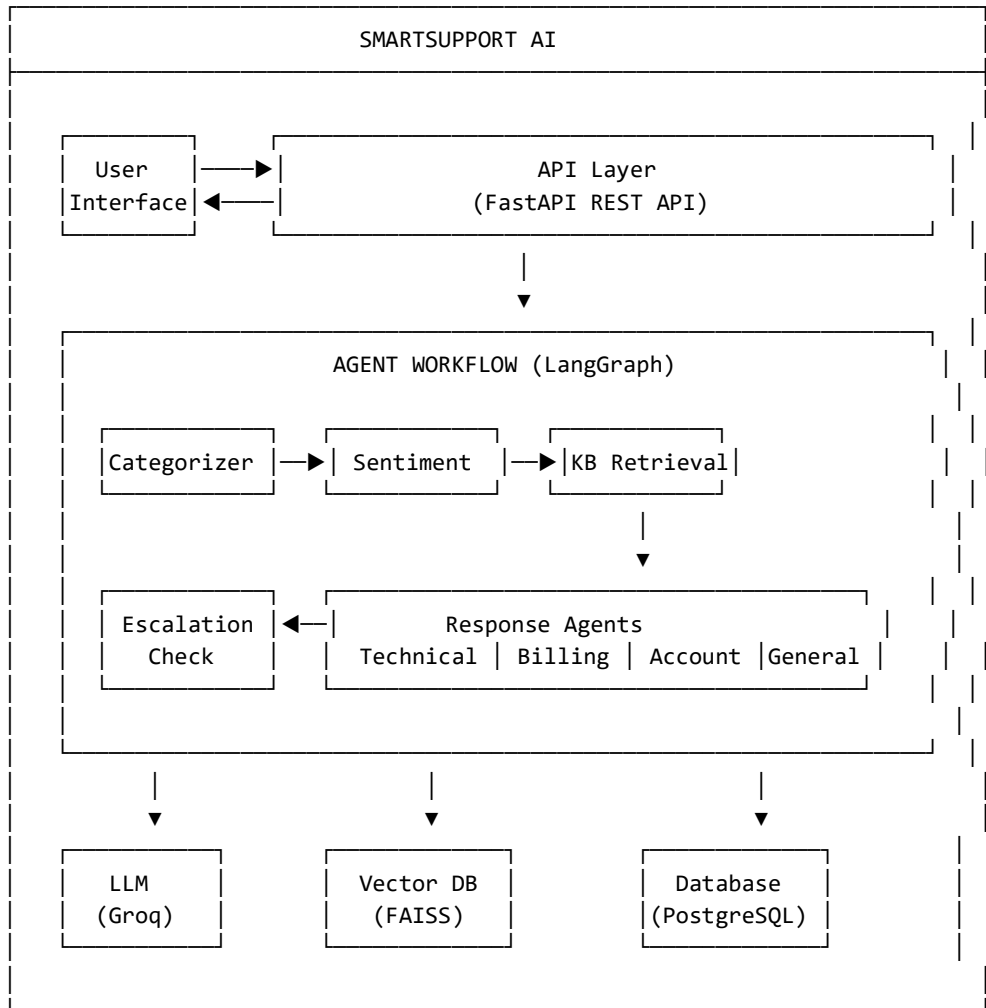 SMARTSUPPORT AI
User
Interface
API Layer
(FastAPI REST API)
AGENT WORKFLOW (LangGraph)
Categorizer
Sentiment
KB Retrieval
Escalation
Check
Response Agents
Technical | Billing | Account |General
LLM
(Groq)
Vector DB
(FAISS)
Database
(PostgreSQL)